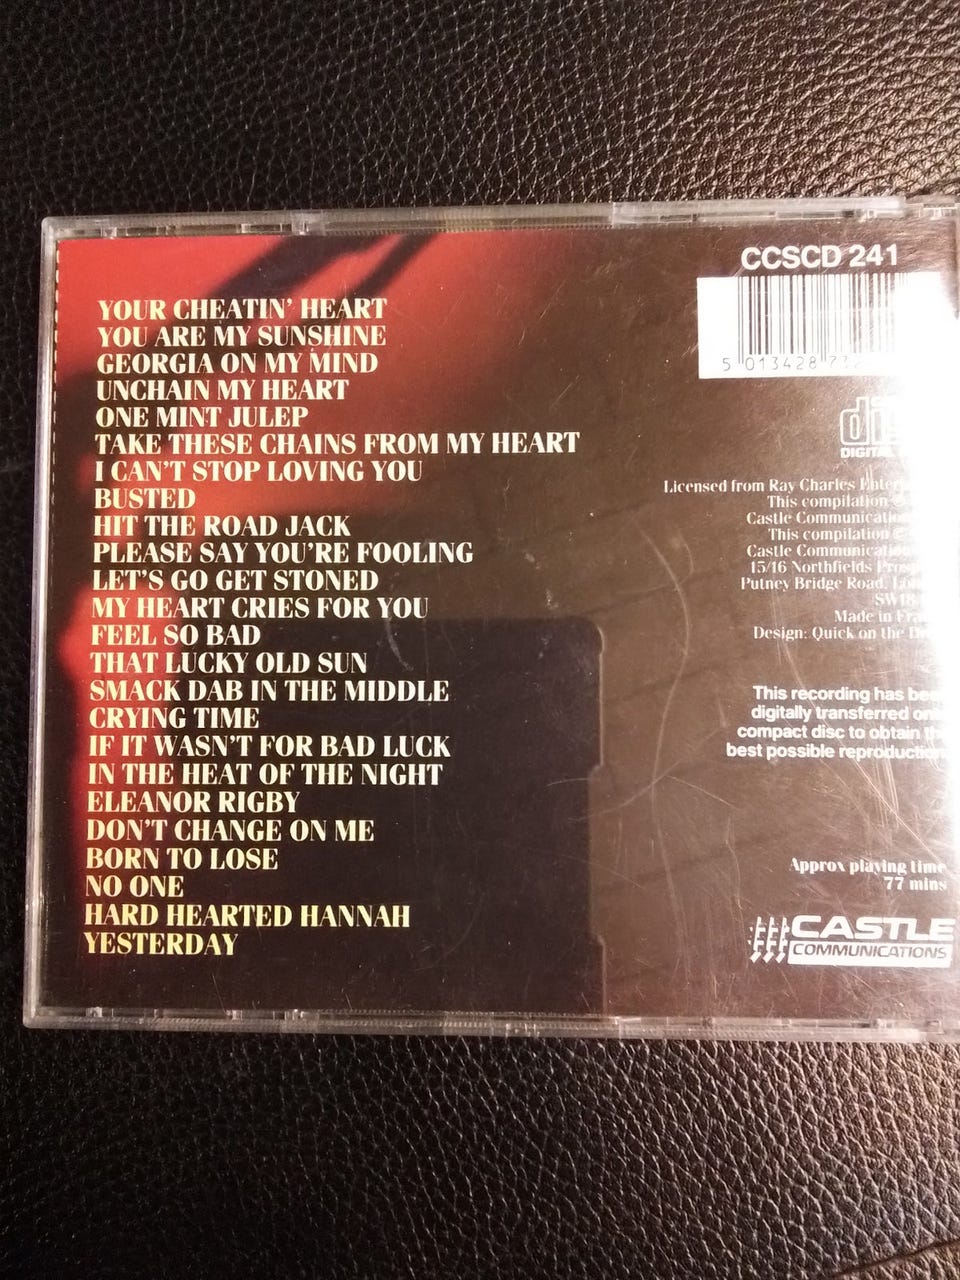 YOUR CHEATIN' HEART
YOU ARE MY SUNSHINE
GEORGIA ON MY MIND
UNCHAIN MY HEART
ONE MINT JULEP
TAKE THESE CHAINS FROM MY HEART
I CAN'T STOP LOVING YOU
BUSTED
HIT THE ROAD JACK
PLEASE SAY YOU'RE FOOLING
LET'S GO GET STONED
MY HEART CRIES FOR YOU
FEEL SO BAD
THAT LUCKY OLD SUN
SMACK DAB IN THE MIDDLE
CRYING TIME
IF IT WASN'T FOR BAD LUCK
IN THE HEAT OF THE NIGHT
ELEANOR RIGBY
DON'T CHANGE ON ME
BORN TO LOSE
NO ONE
HARD HEARTED HANNAH
YESTERDAY
CCSCD 241
5 013428
DIGITAL
Licensed from Ray Charles
This compilation
Castle
This compilation
Castle
15/16 Northfields
Putney Bridge Road,
Made in
Design: Quick on the
This recording has been
digitally transferred
compact disc to obtain the
best possible reproduction
Approx playing time
77 mins
CASTLE
COMMUNICATIONS